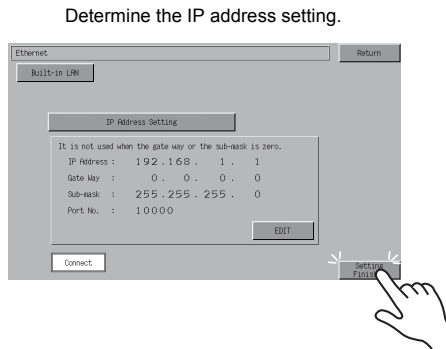 Determine the IP address setting.
Ethernet
Return
Built-in LAN
IP Address Setting
It is not used when the gate way or the sub-mask is zero.
IP Address : 192.168. 1. 1
Gate Way : 0. 0. 0. 0
Sub-mask : 255.255.255. 0
Port No. : 10000
EDIT
Connect
Setting
Finish